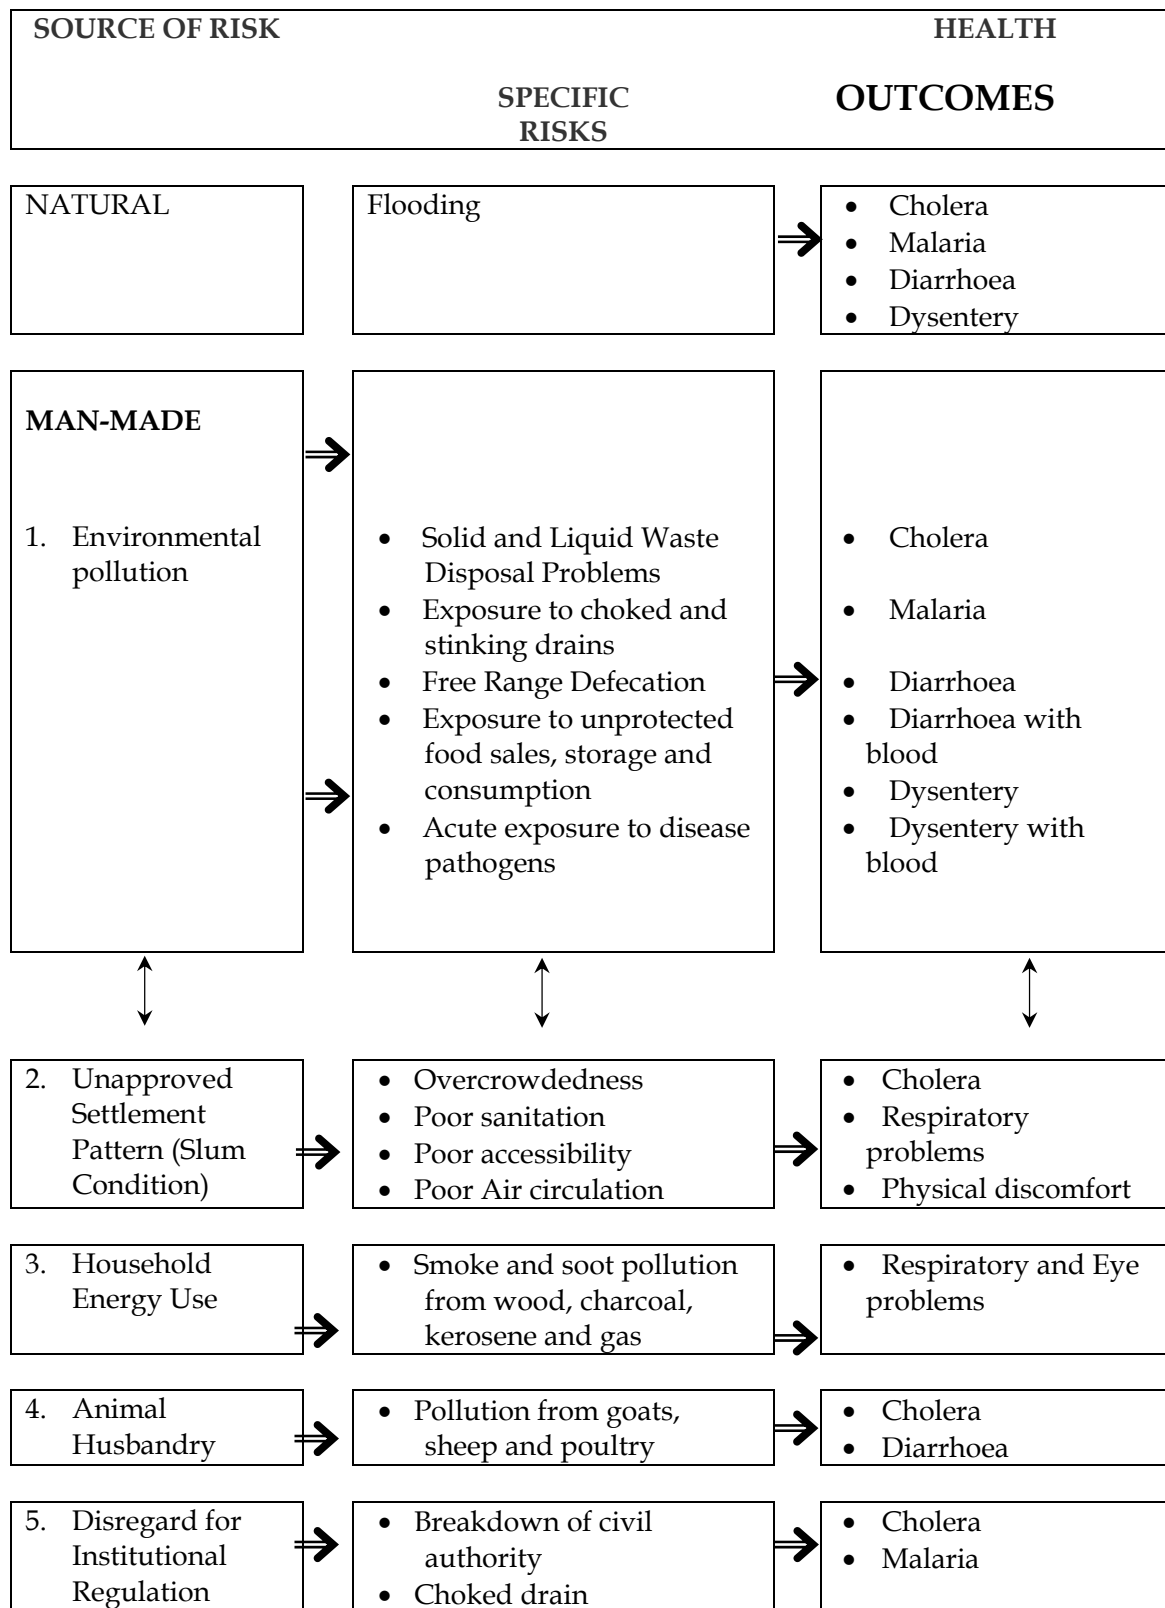 SOURCE OF RISK
HEALTH
SPECIFIC
RISKS
OUTCOMES
NATURAL
Flooding
• Cholera
• Malaria
• Diarrhoea
• Dysentery
MAN-MADE
1. Environmental
pollution
• Solid and Liquid Waste
Disposal Problems
• Exposure to choked and
stinking drains
• Free Range Defecation
• Exposure to unprotected
food sales, storage and
consumption
• Acute exposure to disease
pathogens
• Cholera
• Malaria
• Diarrhoea
• Diarrhoea with
blood
• Dysentery
• Dysentery with
blood
2. Unapproved
Settlement
Pattern (Slum
Condition)
• Overcrowdedness
• Poor sanitation
• Poor accessibility
• Poor Air circulation
• Cholera
• Respiratory
problems
• Physical discomfort
3. Household
Energy Use
• Smoke and soot pollution
from wood, charcoal,
kerosene and gas
• Respiratory and Eye
problems
4. Animal
Husbandry
• Pollution from goats,
sheep and poultry
• Cholera
• Diarrhoea
5. Disregard for
Institutional
Regulation
• Breakdown of civil
authority
• Choked drain
• Cholera
• Malaria